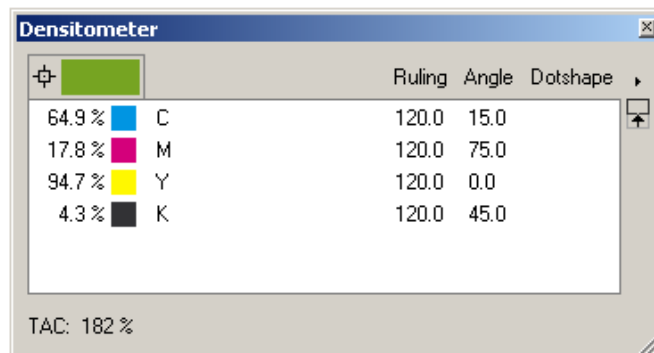 Densitometer
Ruling Angle Dotshape
64.9 % C 120.0 15.0
17.8 % M 120.0 75.0
94.7 % Y 120.0 0.0
4.3 % K 120.0 45.0
TAC: 182 %